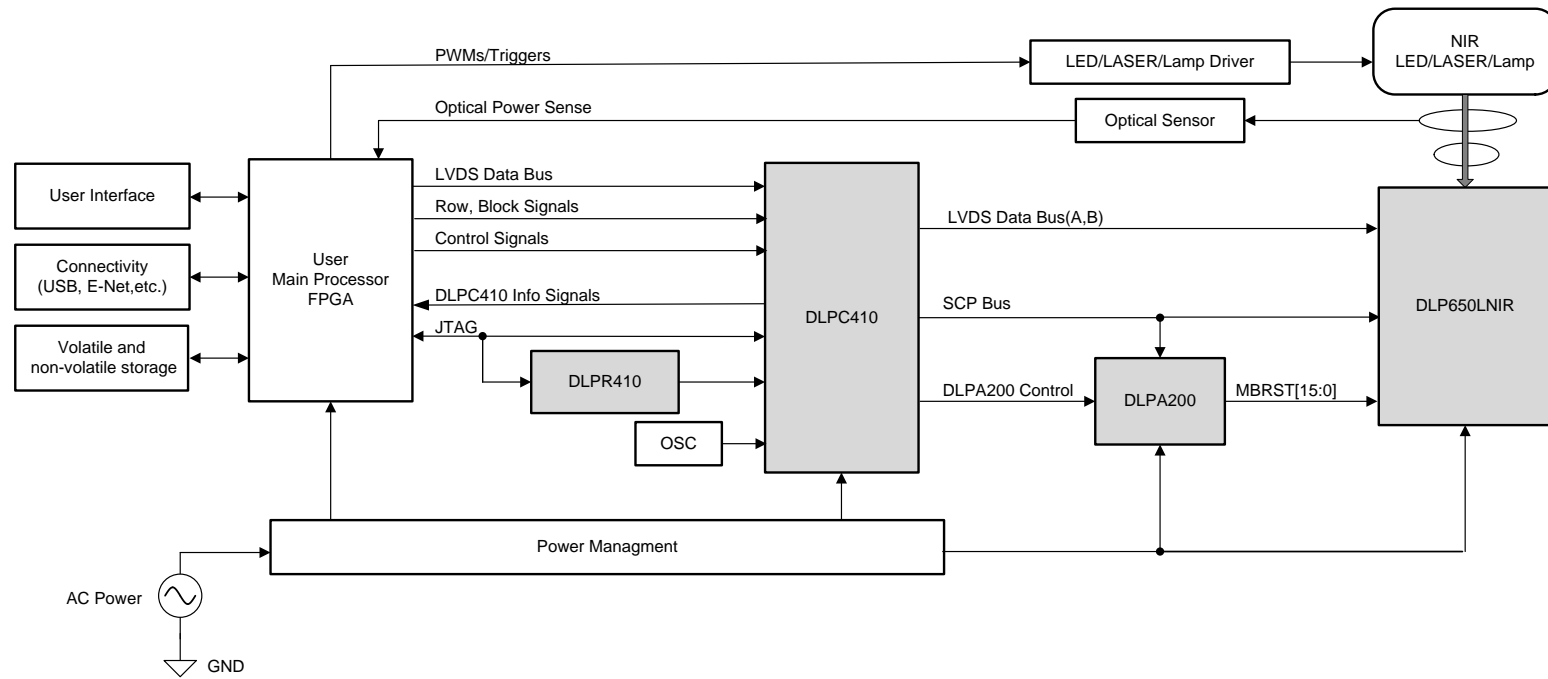 PWMs/Triggers
LED/LASER/Lamp Driver
NIR
LED/LASER/Lamp
Optical Power Sense
Optical Sensor
User Interface
Connectivity
(USB, E-Net,etc.)
Volatile and
non-volatile storage
User
Main Processor
FPGA
LVDS Data Bus
Row, Block Signals
Control Signals
DLPC410 Info Signals
JTAG
DLPR410
OSC
DLPC410
LVDS Data Bus(A,B)
SCP Bus
DLPA200 Control
DLPA200
MBRST[15:0]
DLP650LNIR
Power Managment
AC Power
GND